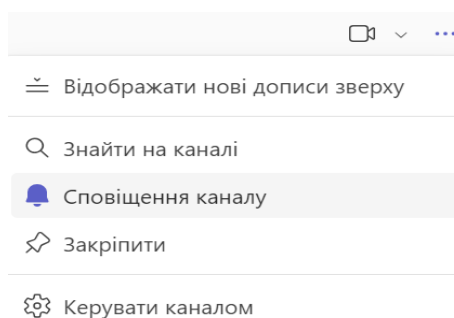 Відображати нові дописи зверху
Знайти на каналі
Сповіщення каналу
Закріпити
Керувати каналом